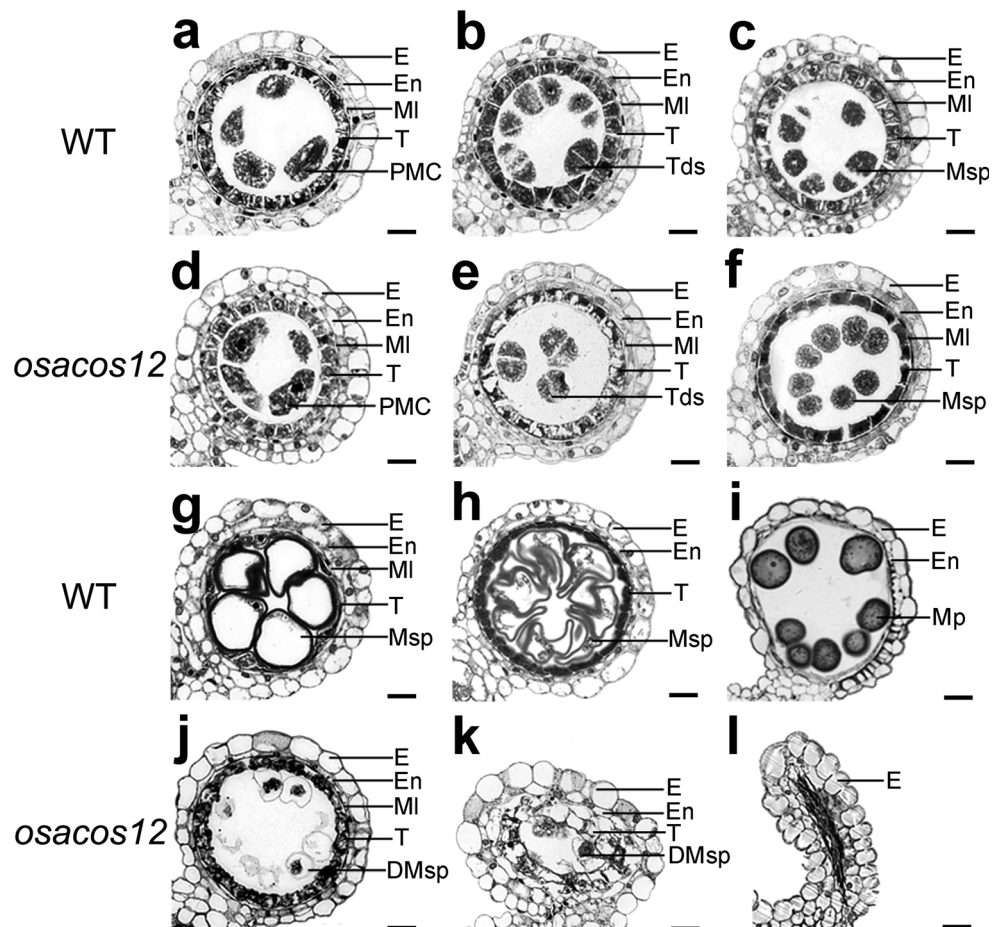 a
E
En
Ml
T
PMC
b
E
En
Ml
T
Tds
c
E
En
Ml
T
Msp
WT
d
E
En
Ml
T
PMC
e
E
En
Ml
T
Tds
f
E
En
Ml
T
Msp
osacos12
g
E
En
Ml
T
Msp
h
E
En
T
Msp
i
E
En
Mp
WT
j
E
En
Ml
T
DMsp
k
E
En
T
DMsp
l
E
osacos12